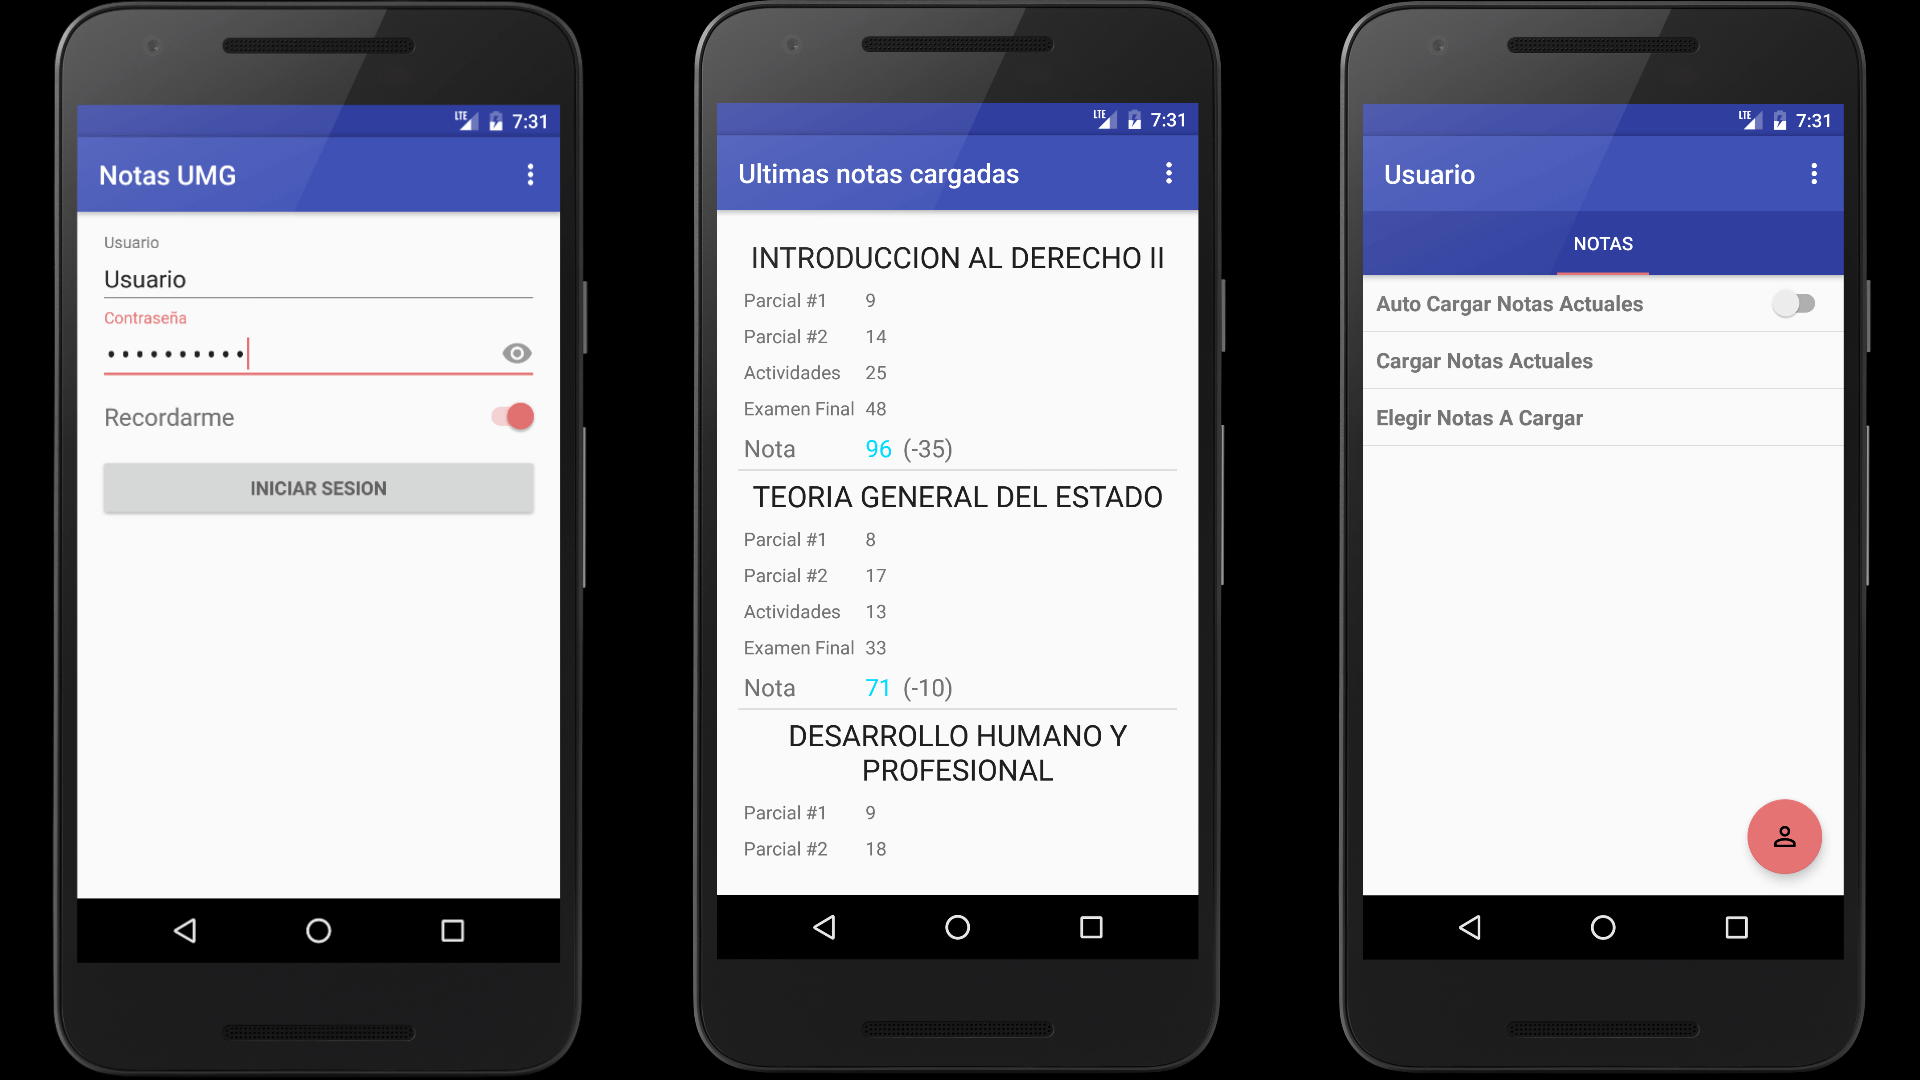 LTE 7:31
Notas UMG
Usuario
Usuario
Contraseña
••••••••••
Recordarme
INICIAR SESION
LTE 7:31
Ultimas notas cargadas
INTRODUCCION AL DERECHO II
Parcial #1 9
Parcial #2 14
Actividades 25
Examen Final 48
Nota 96 (-35)
TEORIA GENERAL DEL ESTADO
Parcial #1 8
Parcial #2 17
Actividades 13
Examen Final 33
Nota 71 (-10)
DESARROLLO HUMANO Y
PROFESIONAL
Parcial #1 9
Parcial #2 18
LTE 7:31
Usuario
NOTAS
Auto Cargar Notas Actuales
Cargar Notas Actuales
Elegir Notas A Cargar